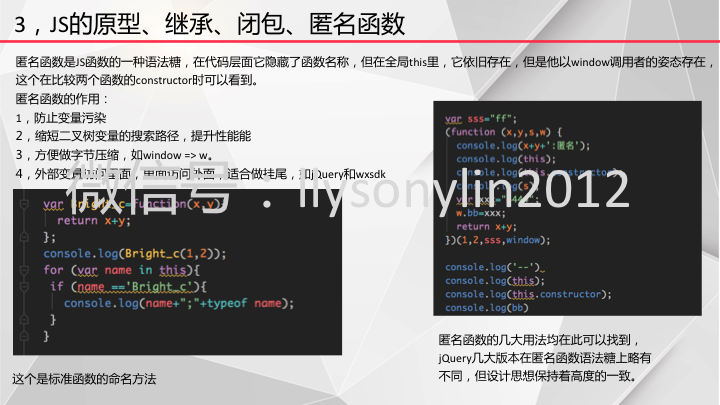 3，JS的原型、继承、闭包、匿名函数
匿名函数是JS函数的一种语法糖，在代码层面它隐藏了函数名称，但在全局this里，它依旧存在，但是他以window调用者的姿态存在，
这个在比较两个函数的constructor时可以看到。
匿名函数的作用：
1，防止变量污染
2，缩短二叉树变量的搜索路径，提升性能能
3，方便做字节压缩，如window => w。
4，外部变量 面，里面访问外面，适合做挂尾，如jQuery和wxsdk
微信号：liysonylin2012
var Bright_c=function(x,y)
return x+y;
};
console.log(Bright_c(1,2));
for (var name in this){
if (name =='Bright_c'){
console.log(name+";"+typeof name);
}
}
这个是标准函数的命名方法
var sss="ff";
(function (x,y,s,w) {
console.log(x+y+':匿名');
console.log(this);
console.log(this.constructor);
console.log(s)
var xxx="444";
w.bb=xxx;
return x+y;
})(1,2,sss,window);
console.log('--')
console.log(this);
console.log(this.constructor);
console.log(bb)
匿名函数的几大用法均在此可以找到，
jQuery几大版本在匿名函数语法糖上略有
不同，但设计思想保持着高度的一致。